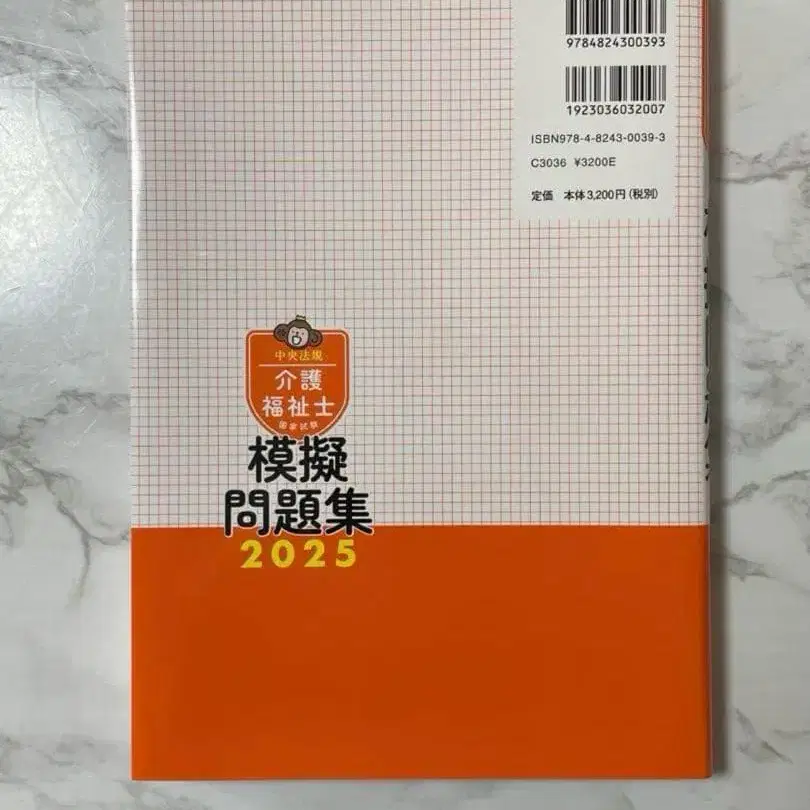 9784824300393
1923036032007
ISBN978-4-8243-0039-3
C3036 ¥3200E
定価 本体3,200円(税別)
中央法規
介護
福祉士
国家試験
模擬
問題集
2025